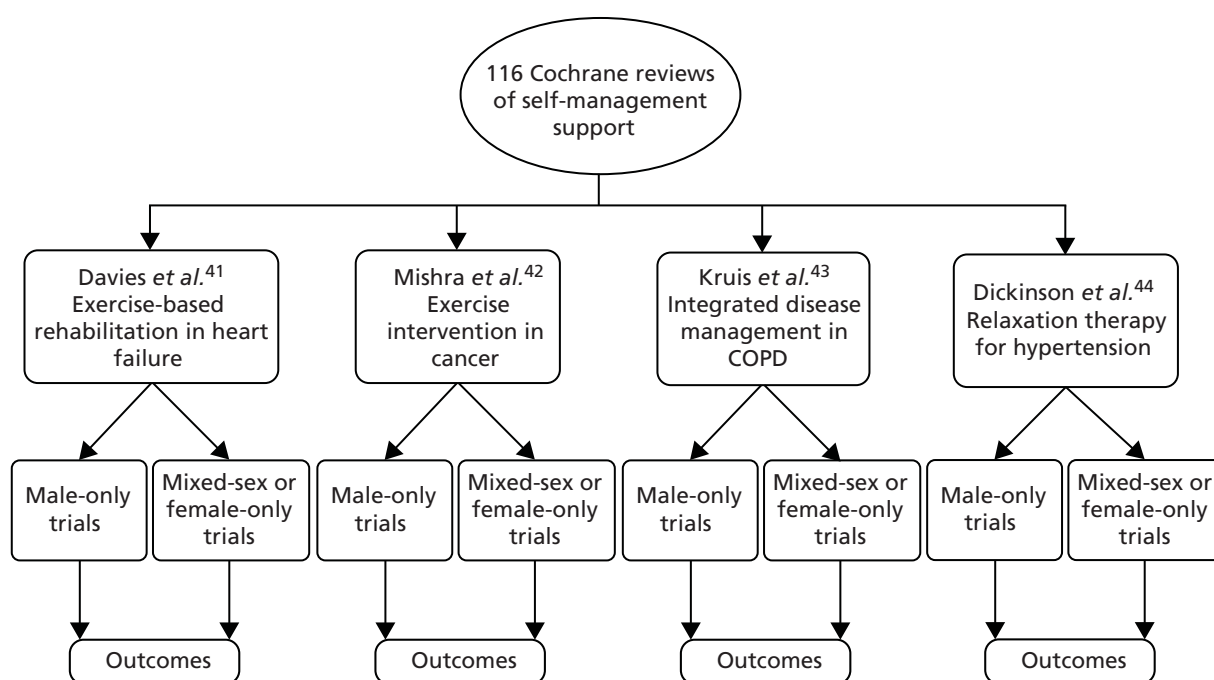 116 Cochrane reviews
of self-management
support
Davies et al.41
Exercise-based
rehabilitation in heart
failure
Mishra et al.42
Exercise
intervention in
cancer
Kruis et al.43
Integrated disease
management in
COPD
Dickinson et al.44
Relaxation therapy
for hypertension
Male-only
trials
Mixed-sex or
female-only
trials
Male-only
trials
Mixed-sex or
female-only
trials
Male-only
trials
Mixed-sex or
female-only
trials
Male-only
trials
Mixed-sex or
female-only
trials
Outcomes
Outcomes
Outcomes
Outcomes